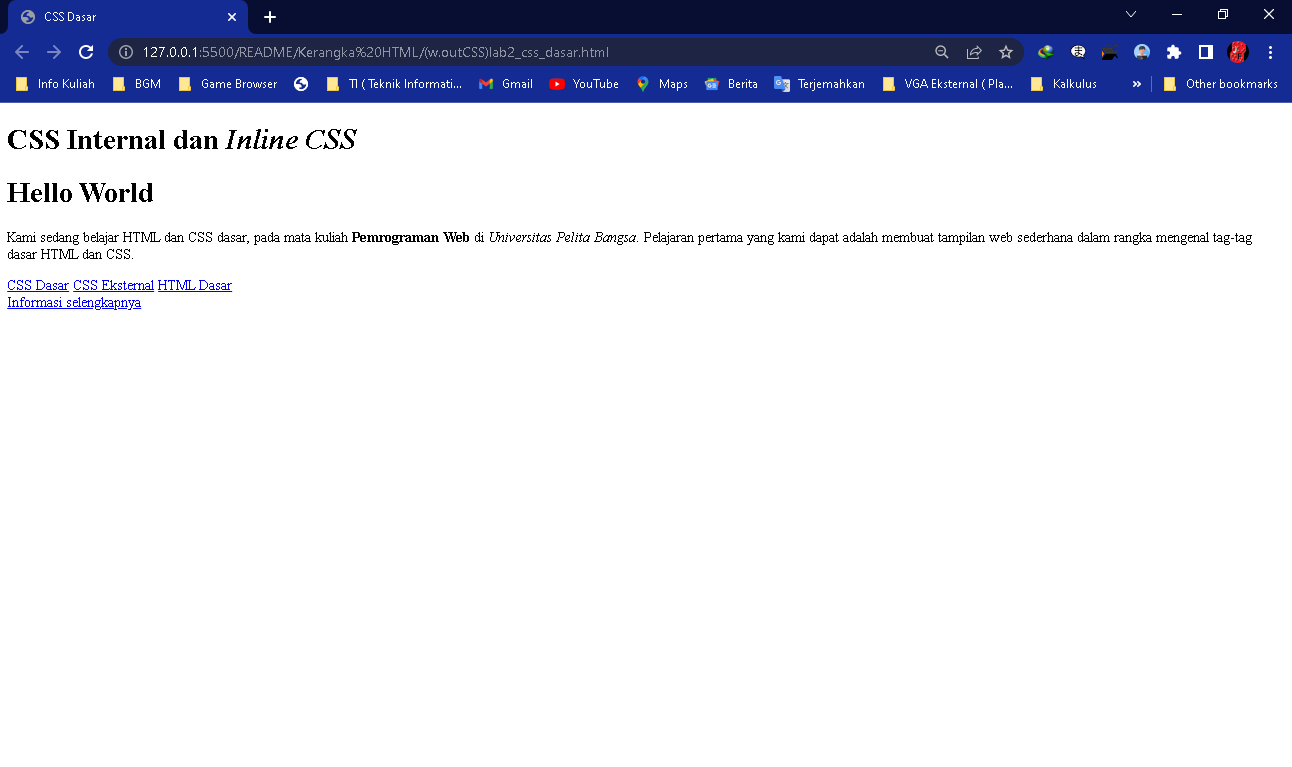 CSS Dasar
127.0.0.1:5500/README/Kerangka%20HTML/(w.outCSS)lab2_css_dasar.html
Info Kuliah BGM Game Browser TI ( Teknik Informati... Gmail YouTube Maps Berita Terjemahkan VGA Eksternal ( Pla... Kalkulus » Other bookmarks
CSS Internal dan Inline CSS
Hello World
Kami sedang belajar HTML dan CSS dasar, pada mata kuliah Pemrograman Web di Universitas Pelita Bangsa. Pelajaran pertama yang kami dapat adalah membuat tampilan web sederhana dalam rangka mengenal tag-tag
dasar HTML dan CSS.
CSS Dasar CSS Eksternal HTML Dasar
Informasi selengkapnya